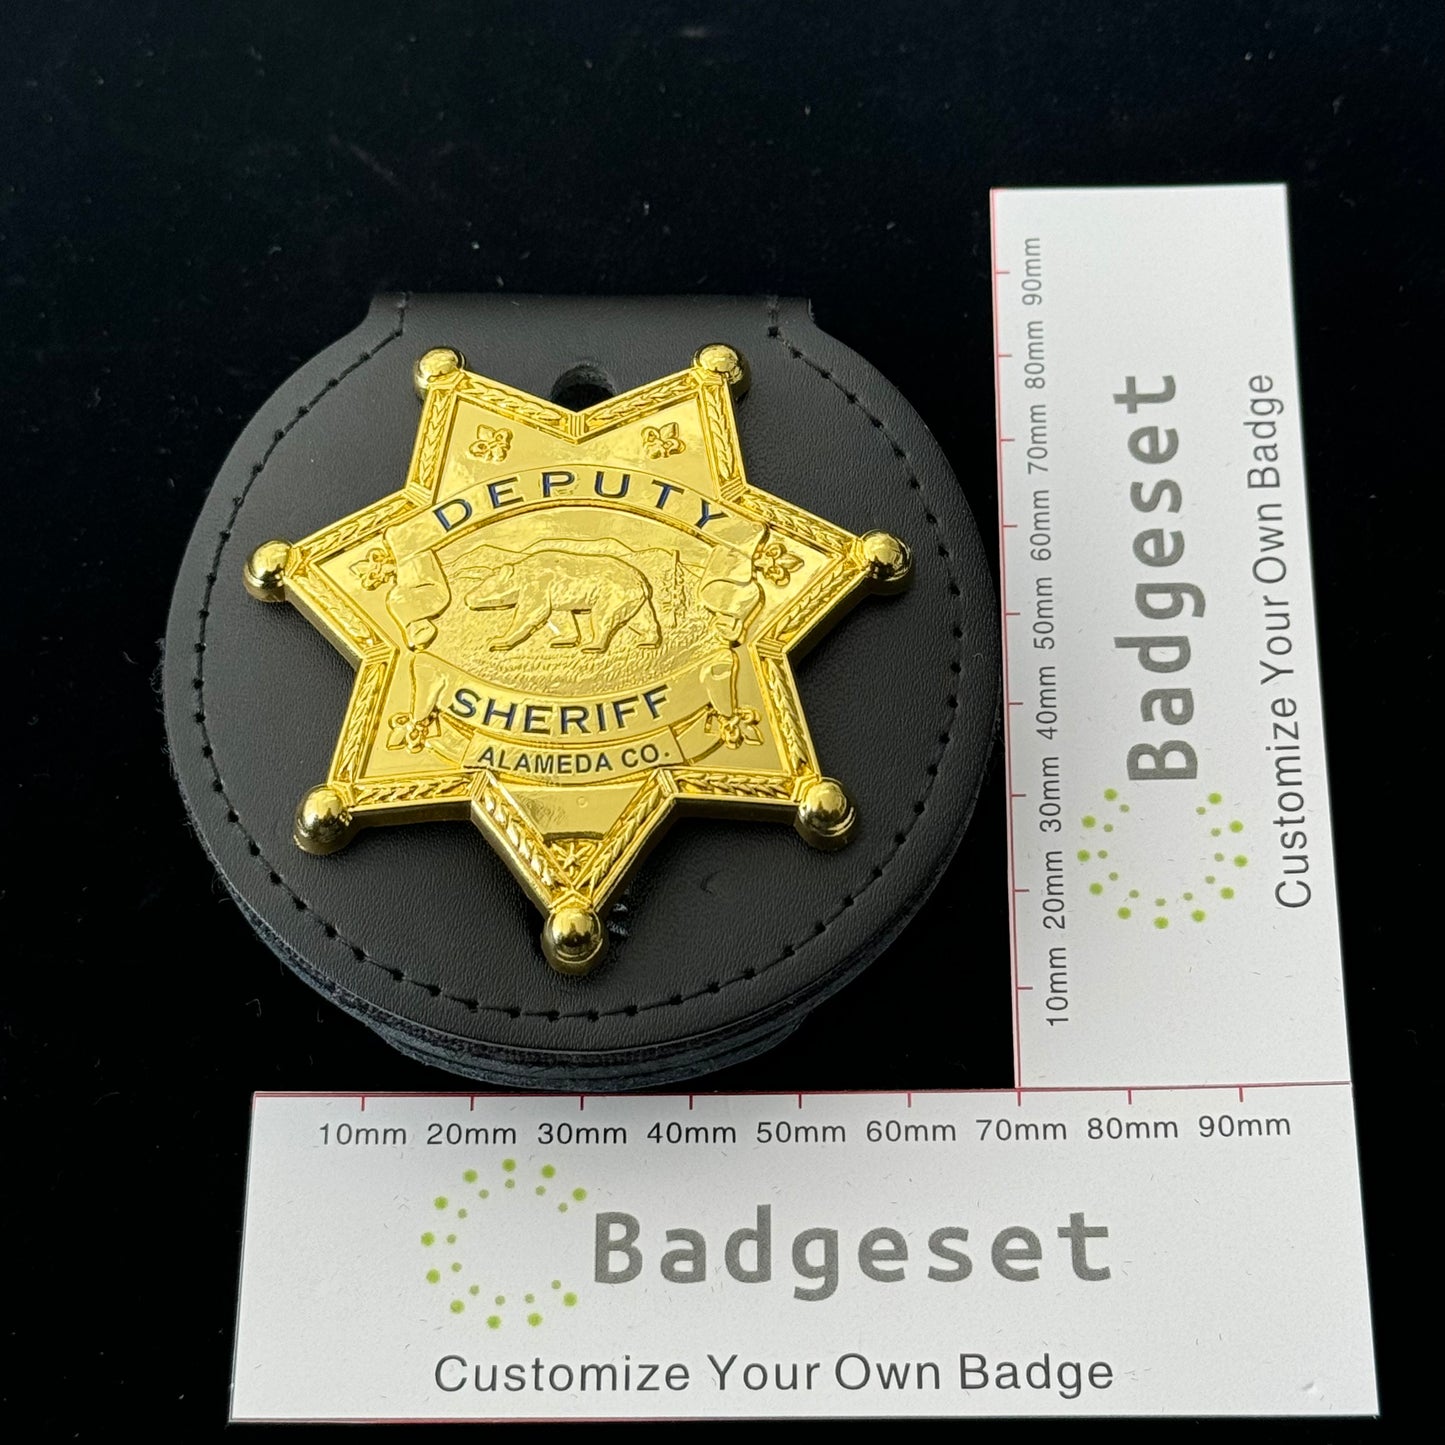 DEPUTY
SHERIFF
ALAMEDA CO.
90mm
80mm
70mm
60mm
50mm
40mm
30mm
20mm
10mm
Badgeset
Customize Your Own Badge
10mm 20mm 30mm 40mm 50mm 60mm 70mm 80mm 90mm
Badgeset
Customize Your Own Badge